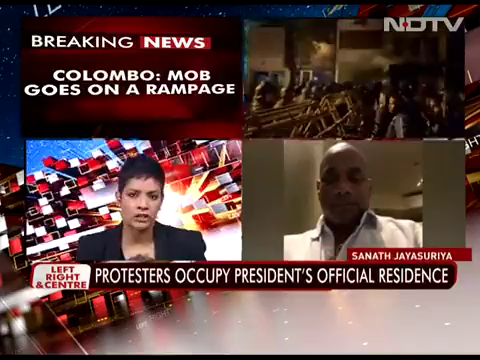 BREAKING NEWS
NDTV
COLOMBO: MOB
GOES ON A RAMPAGE
SANATH JAYASURIYA
LEFT
RIGHT &
CENTRE
PROTESTERS OCCUPY PRESIDENT'S OFFICIAL RESIDENCE